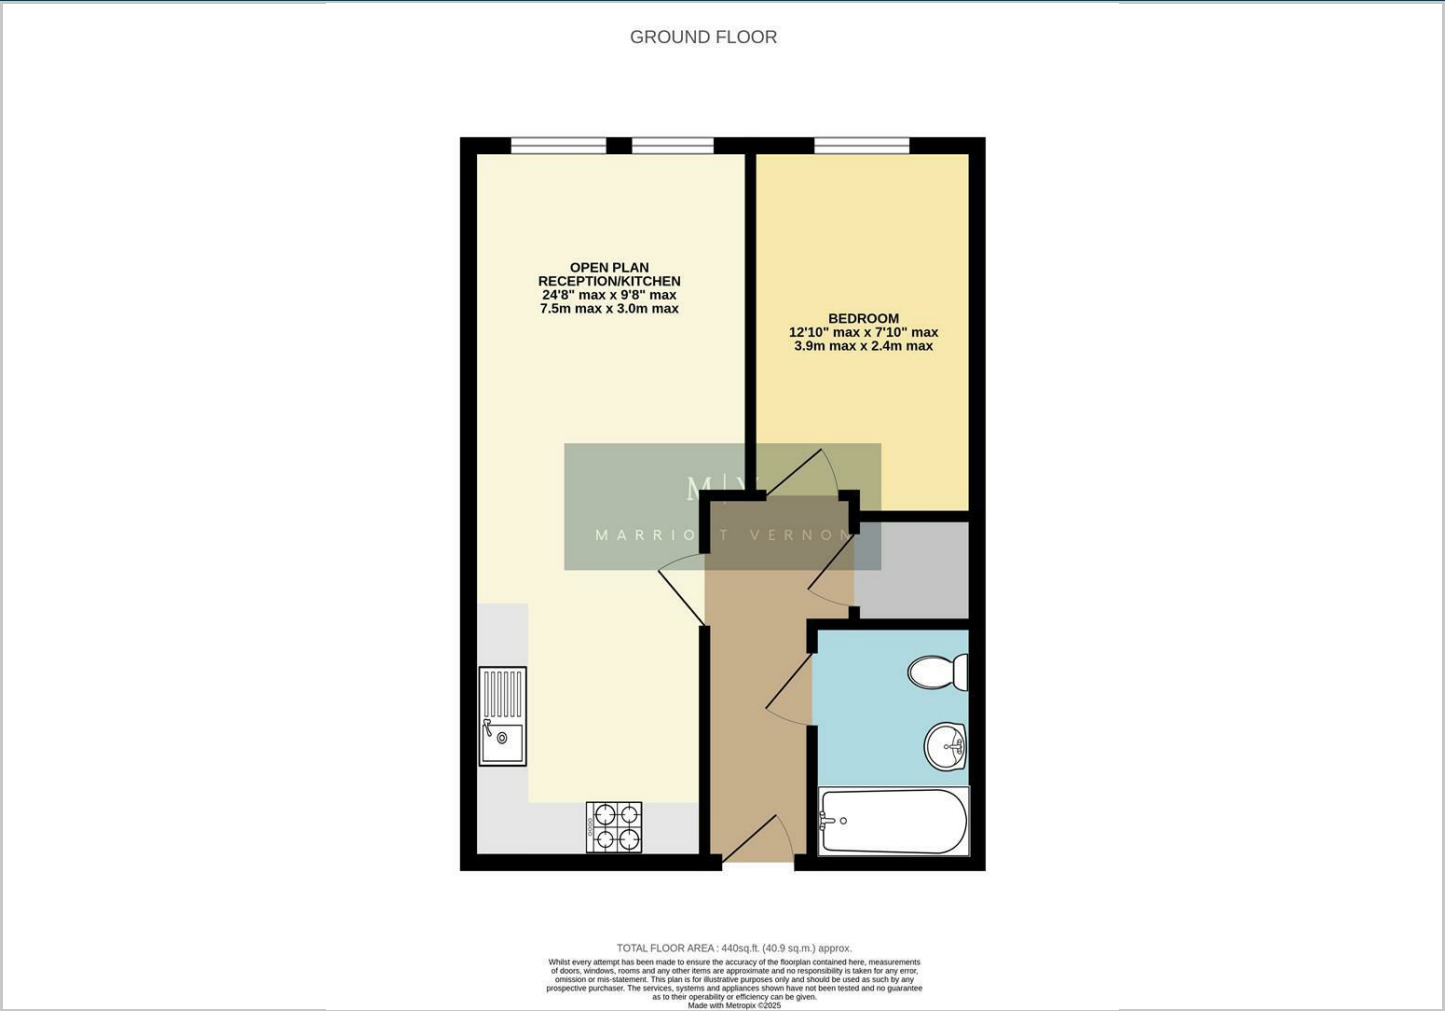 GROUND FLOOR
OPEN PLAN
RECEPTION/KITCHEN
24'8" max x 9'8" max
7.5m max x 3.0m max
BEDROOM
12'10" max x 7'10" max
3.9m max x 2.4m max
M|V
MARRIOTT VERNON
TOTAL FLOOR AREA : 440sq.ft. (40.9 sq.m.) approx.
Whilst every attempt has been made to ensure the accuracy of the floorplan contained here, measurements
of doors, windows, rooms and any other items are approximate and no responsibility is taken for any error,
omission or mis-statement. This plan is for illustrative purposes only and should be used as such by any
prospective purchaser. The services, systems and appliances shown have not been tested and no guarantee
as to their operability or efficiency can be given.
Made with Metropix ©2025